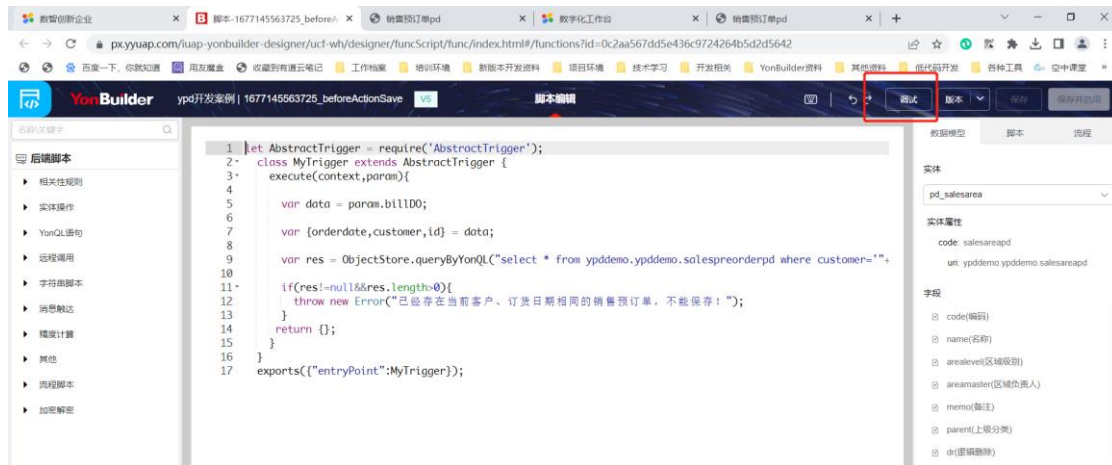 数智创新企业
脚本-1677145563725_beforeA
销售预订单pd
数字化工作台
销售预订单pd
px.yyuap.com/iuap-yonbuilder-designer/ucf-wh/designer/funcScript/func/index.html#/functions?id=0c2aa567dd5e436c9724264b5d2d5642
百度一下，你就知道
用友魔盒
收藏到有道云笔记
工作档案
培训环境
新版本开发资料
项目环境
技术学习
开发相关
YonBuilder资料
其他资料
低代码开发
各种工具
空中课堂
YonBuilder
ypd开发案例 | 1677145563725_beforeActionSave V5
脚本编辑
调试
版本
保存
保存并启用
名称\关键字
后端脚本
相关性规则
实体操作
YonQL语句
远程调用
字符串脚本
消息触达
精度计算
其他
流程脚本
加密解密
1 let AbstractTrigger = require('AbstractTrigger');
2 class MyTrigger extends AbstractTrigger {
3 execute(context,param){
4
5 var data = param.billDO;
6
7 var {orderdate,customer,id} = data;
8
9 var res = ObjectStore.queryByYonQL("select * from ypddemo.ypddemo.salespreorderpd where customer='"+
10
11 if(res!=null&&res.length>0){
12 throw new Error("已经存在当前客户、订货日期相同的销售预订单，不能保存！");
13 }
14 return {};
15 }
16 }
17 exports({"entryPoint":MyTrigger});
数据模型
脚本
流程
实体
pd_salesarea
实体属性
code: salesareapd
uri: ypddemo.ypddemo.salesareapd
字段
code(编码)
name(名称)
arealevel(区域级别)
areamaster(区域负责人)
memo(备注)
parent(上级分类)
dr(逻辑删除)